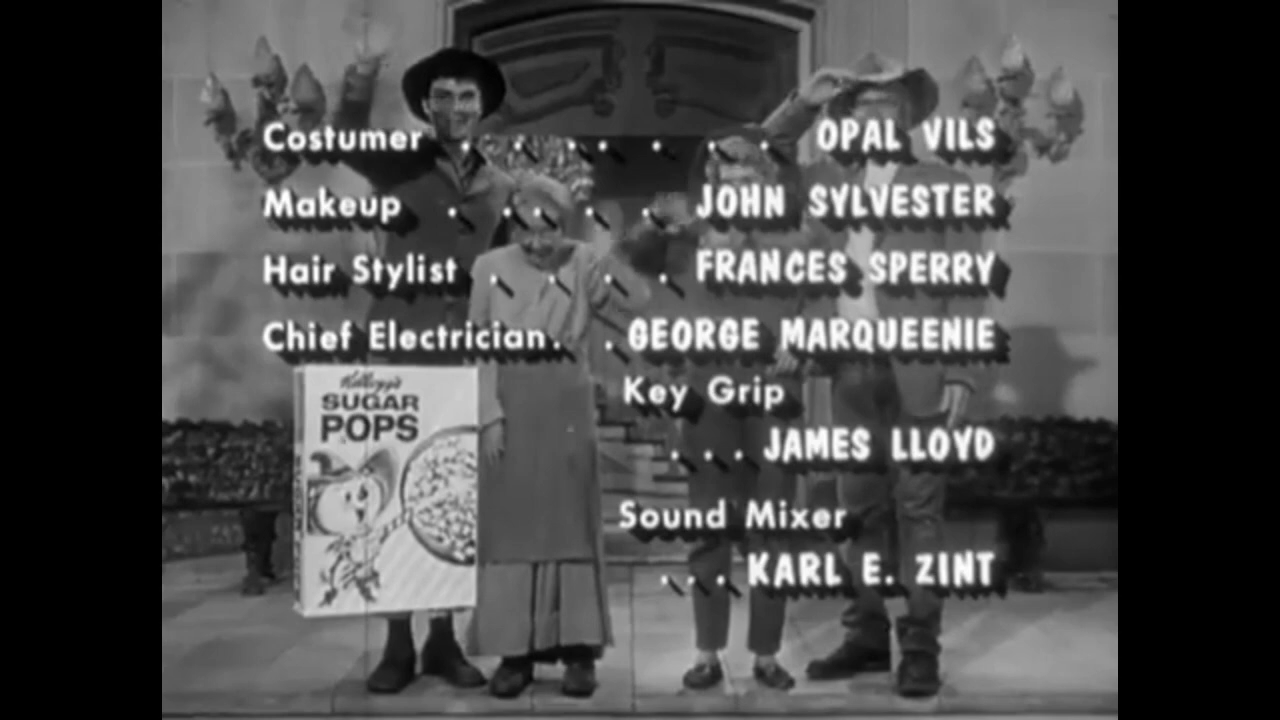 Costumer . . . . . . . OPAL VILS
Makeup . . . . . JOHN SYLVESTER
Hair Stylist . . . . FRANCES SPERRY
Chief Electrician. . GEORGE MARQUEENIE
Kellogg's
SUGAR
POPS
Key Grip
. . . JAMES LLOYD
Sound Mixer
. . . KARL E. ZINT